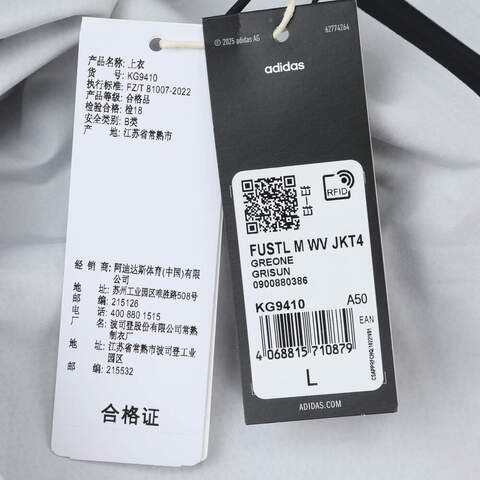 产品名称: 上衣
货 号: KG9410
执行标准: FZ/T 81007-2022
产品等级: 合格品
检验合格: 检18
安全类别: B类
产 地: 江苏省常熟市
经 销 商: 阿迪达斯体育(中国)有限公司
地 址: 苏州工业园区唯胜路508号
邮 编: 215126
电 话: 400 880 1515
厂 名: 波司登股份有限公司常熟
制衣厂
地 址: 江苏省常熟市波司登工业
园区
邮 编: 215532
合格证
© 2025 adidas AG
62774264
adidas
上衣
RFID
FUSTL M WV JKT4
GREONE
GRISUN
0900880386
KG9410 A50
EAN
4 068815 710879
L
ADIDAS.COM